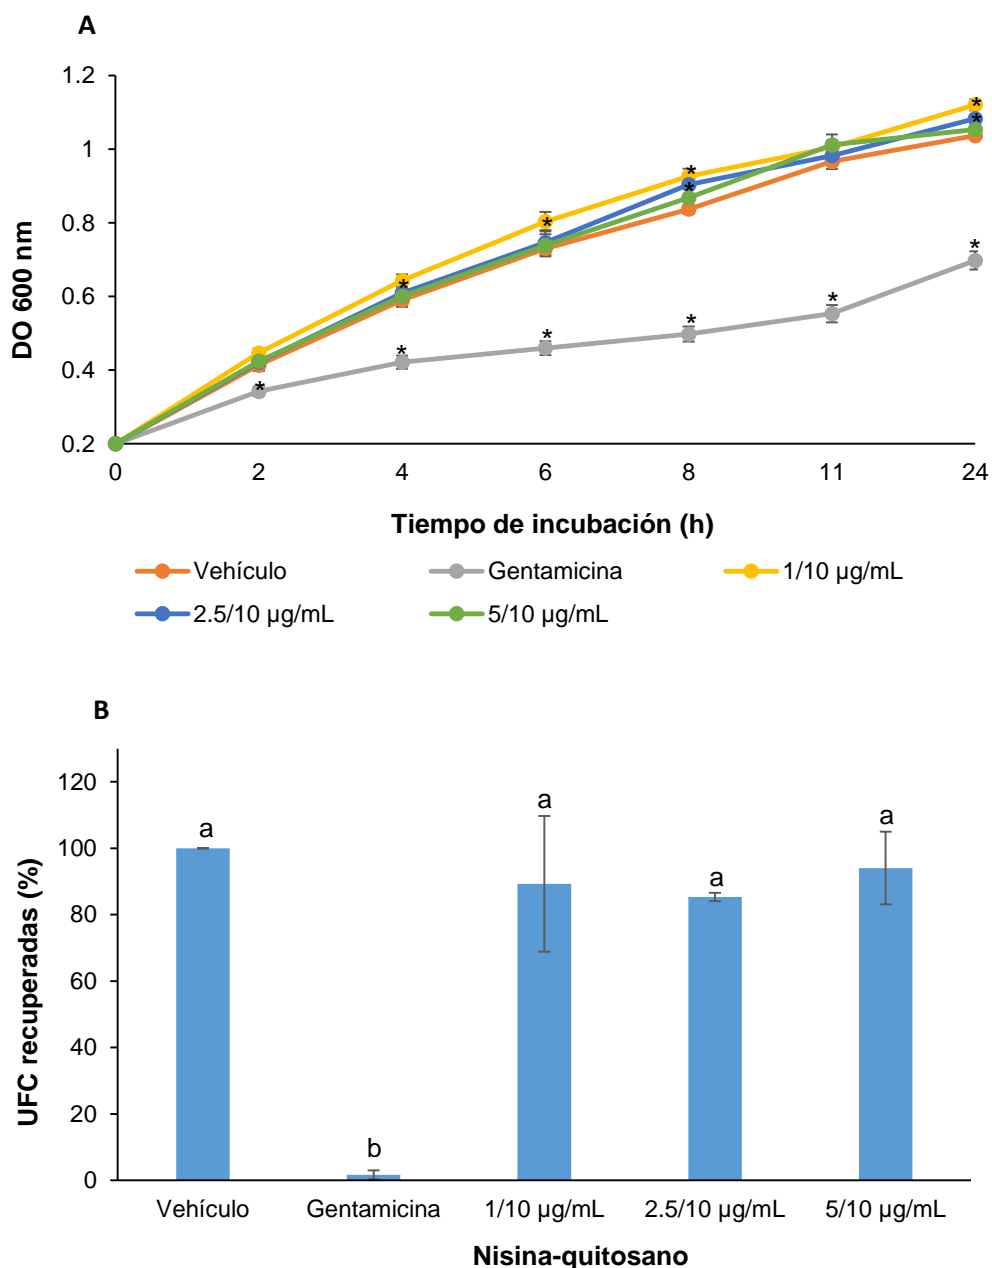 A
1.2
1
0.8
0.6
0.4
0.2
DO 600 nm
* * * * * * * * * * * * *
0 2 4 6 8 11 24
Tiempo de incubación (h)
Vehículo Gentamicina 1/10 µg/mL
2.5/10 µg/mL 5/10 µg/mL
B
120
100
80
60
40
20
0
UFC recuperadas (%)
a b a a a
Vehículo Gentamicina 1/10 µg/mL 2.5/10 µg/mL 5/10 µg/mL
Nisina-quitosano